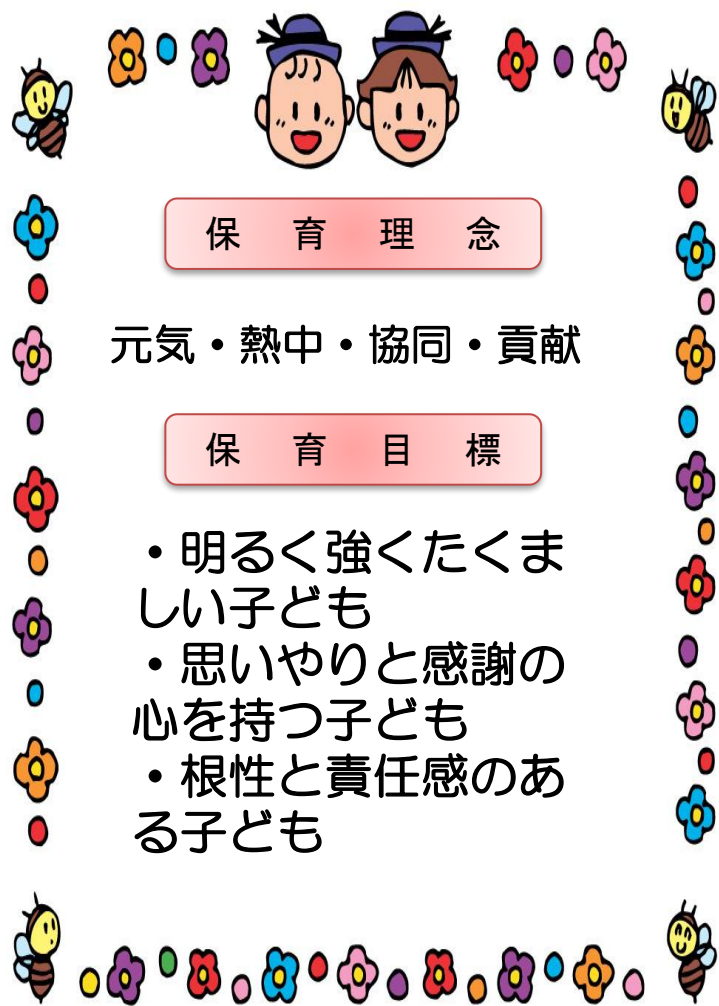 保育理念
元気・熱中・協同・貢献
保育目標
・明るく強くたくま
しい子ども
・思いやりと感謝の
心を持つ子ども
・根性と責任感のあ
る子ども